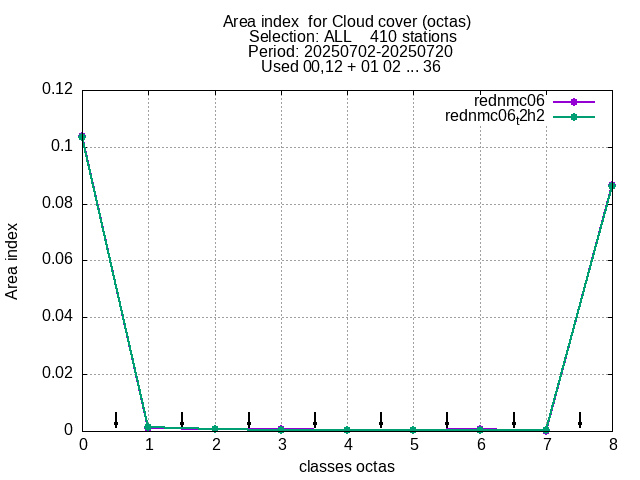 Area index  for Cloud cover (octas)
Selection: ALL    410 stations
Period: 20250702-20250720
Used 00,12 + 01 02 ... 36
rednmc06
rednmc06t2h2
0.12
0.1
0.08
0.06
0.04
0.02
0
Area index
0 1 2 3 4 5 6 7 8
classes octas